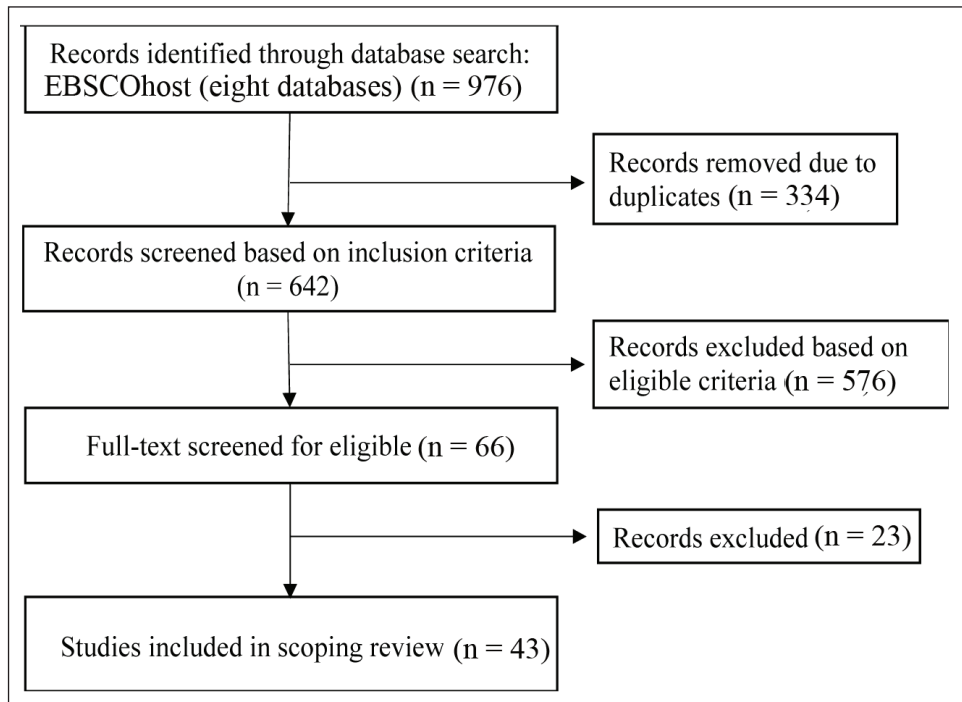 Records identified through database search:
EBSCOhost (eight databases) (n = 976)
Records removed due to
duplicates (n = 334)
Records screened based on inclusion criteria
(n = 642)
Records excluded based on
eligible criteria (n = 576)
Full-text screened for eligible (n = 66)
Records excluded (n = 23)
Studies included in scoping review (n = 43)